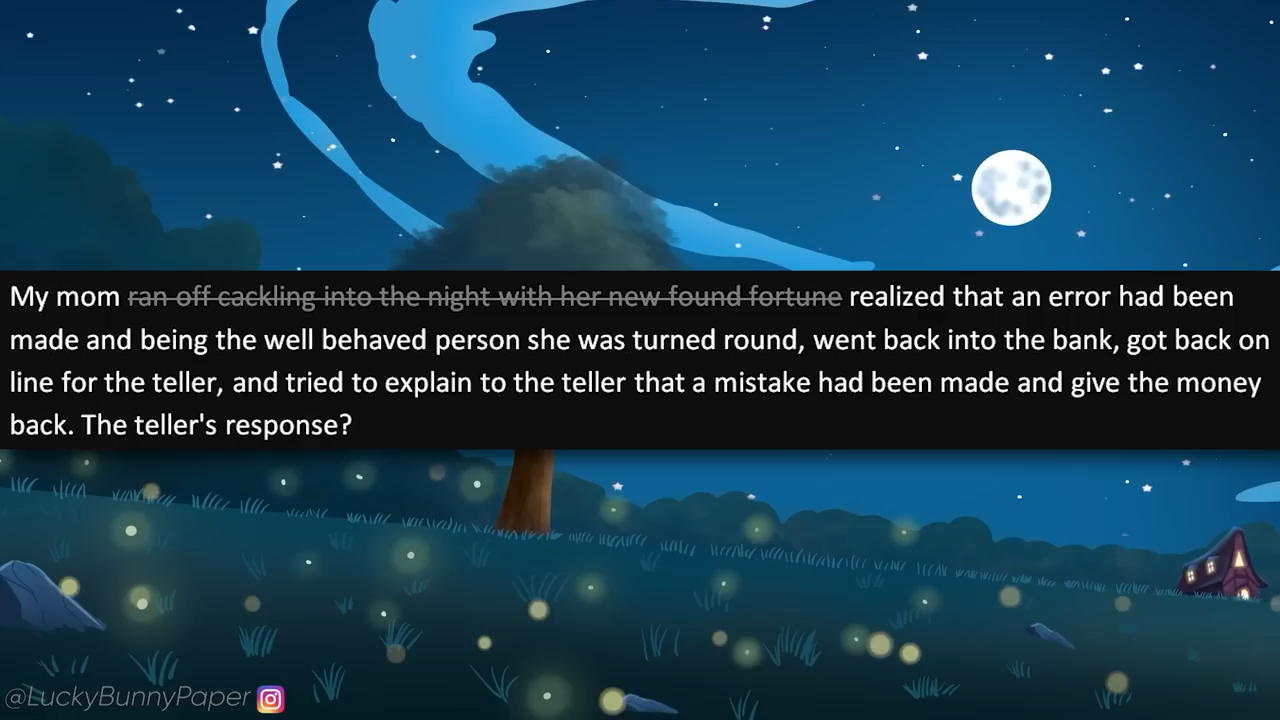 My mom ran off cackling into the night with her new found fortune realized that an error had been
made and being the well behaved person she was turned round, went back into the bank, got back on
line for the teller, and tried to explain to the teller that a mistake had been made and give the money
back. The teller's response?
@LuckyBunnyPaper